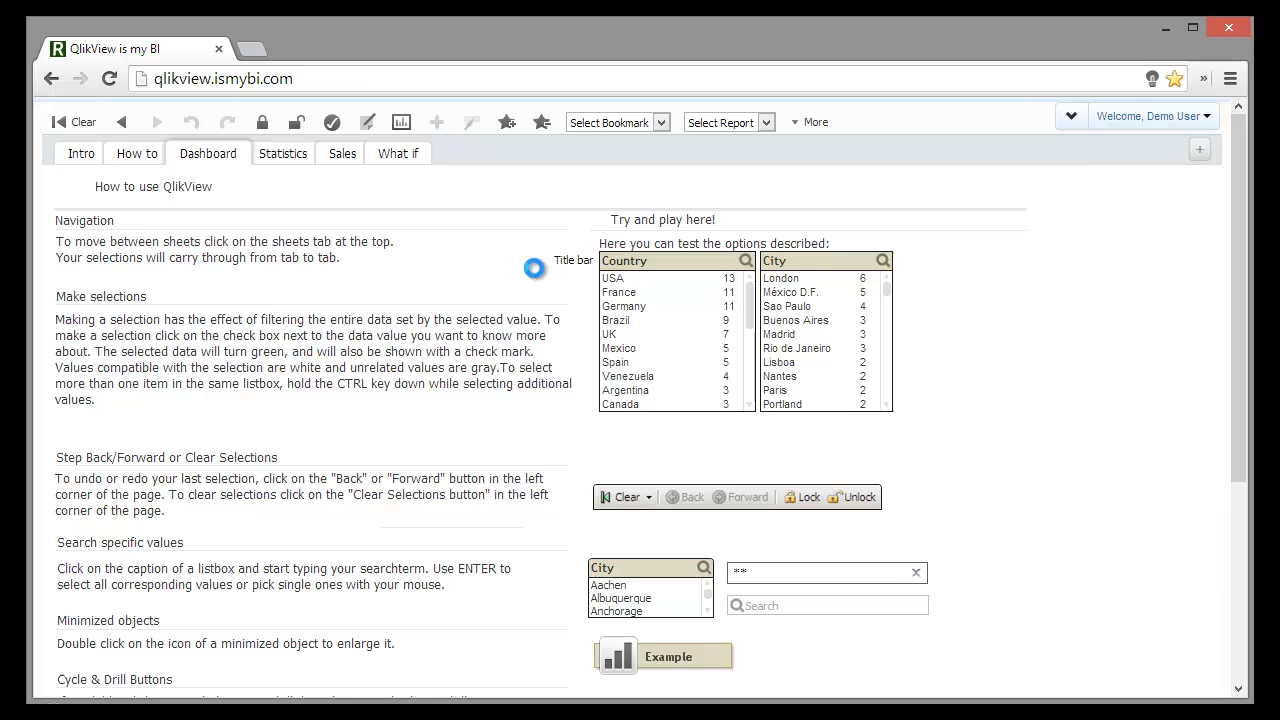 QlikView is my BI
qlikview.ismybi.com
Clear
Select Bookmark
Select Report
More
Welcome, Demo User
Intro
How to
Dashboard
Statistics
Sales
What if
How to use QlikView
Navigation
To move between sheets click on the sheets tab at the top.
Your selections will carry through from tab to tab.
Make selections
Making a selection has the effect of filtering the entire data set by the selected value. To
make a selection click on the check box next to the data value you want to know more
about. The selected data will turn green, and will also be shown with a check mark.
Values compatible with the selection are white and unrelated values are gray.To select
more than one item in the same listbox, hold the CTRL key down while selecting additional
values.
Step Back/Forward or Clear Selections
To undo or redo your last selection, click on the "Back" or "Forward" button in the left
corner of the page. To clear selections click on the "Clear Selections button" in the left
corner of the page.
Search specific values
Click on the caption of a listbox and start typing your searchterm. Use ENTER to
select all corresponding values or pick single ones with your mouse.
Minimized objects
Double click on the icon of a minimized object to enlarge it.
Cycle & Drill Buttons
Try and play here!
Here you can test the options described:
Title bar
Country
USA 13
France 11
Germany 11
Brazil 9
UK 7
Mexico 5
Spain 5
Venezuela 4
Argentina 3
Canada 3
City
London 6
México D.F. 5
Sao Paulo 4
Buenos Aires 3
Madrid 3
Rio de Janeiro 3
Lisboa 2
Nantes 2
Paris 2
Portland 2
Clear Back Forward Lock Unlock
City
Aachen
Albuquerque
Anchorage
**
Search
Example